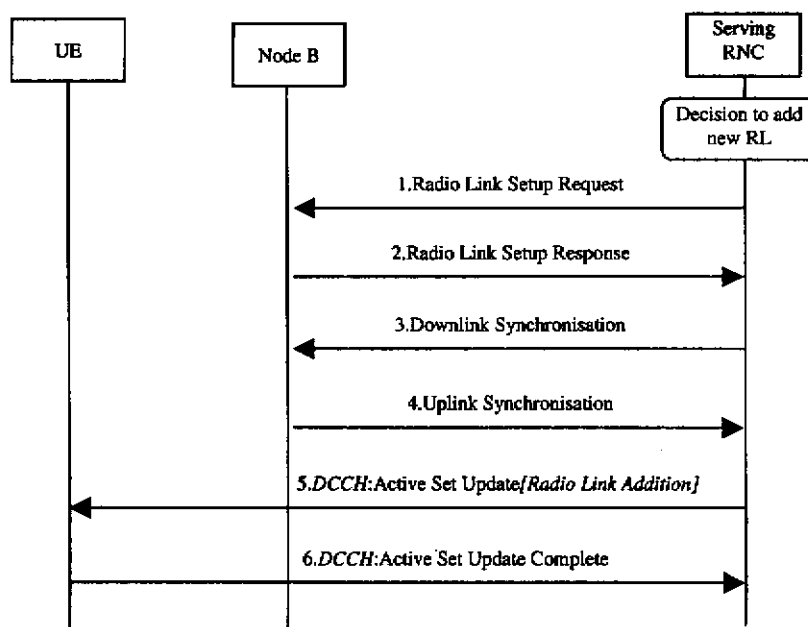 UE
Node B
Serving
RNC
Decision to add
new RL
1.Radio Link Setup Request
2.Radio Link Setup Response
3.Downlink Synchronisation
4.Uplink Synchronisation
5.DCCH:Active Set Update[Radio Link Addition]
6.DCCH:Active Set Update Complete